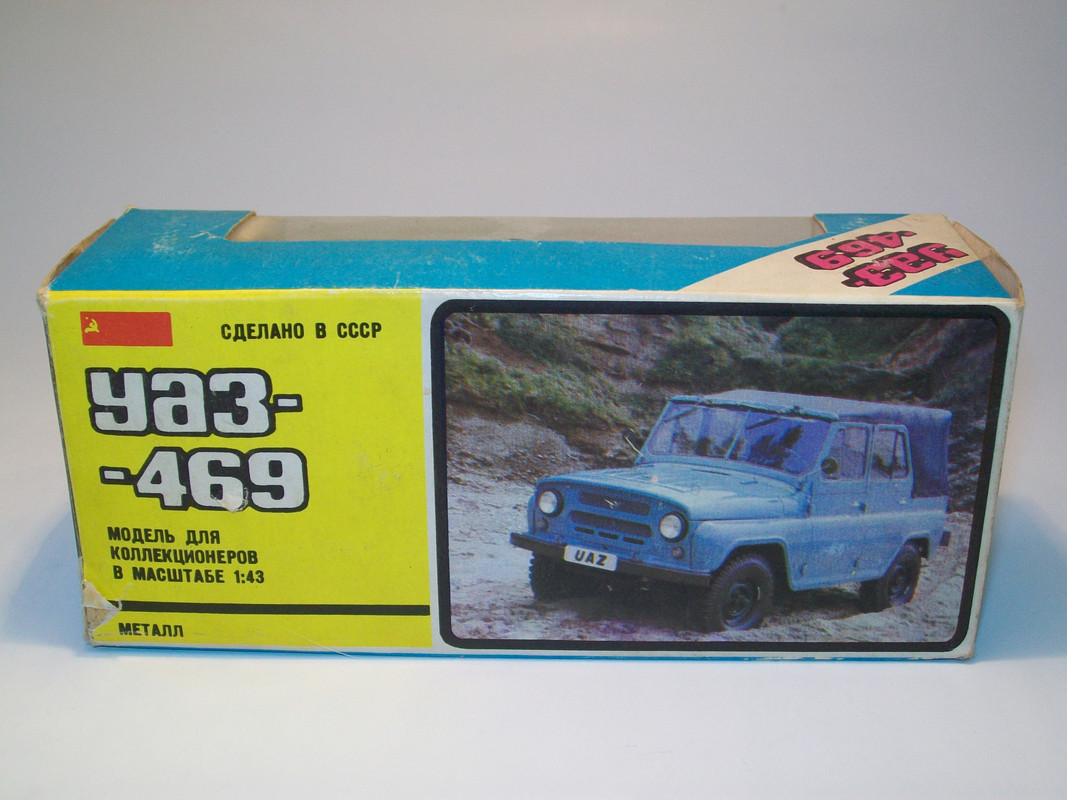 УАЗ-
-469
СДЕЛАНО В СССР
УАЗ-
-469
МОДЕЛЬ ДЛЯ
КОЛЛЕКЦИОНЕРОВ
В МАСШТАБЕ 1:43
МЕТАЛЛ
UAZ